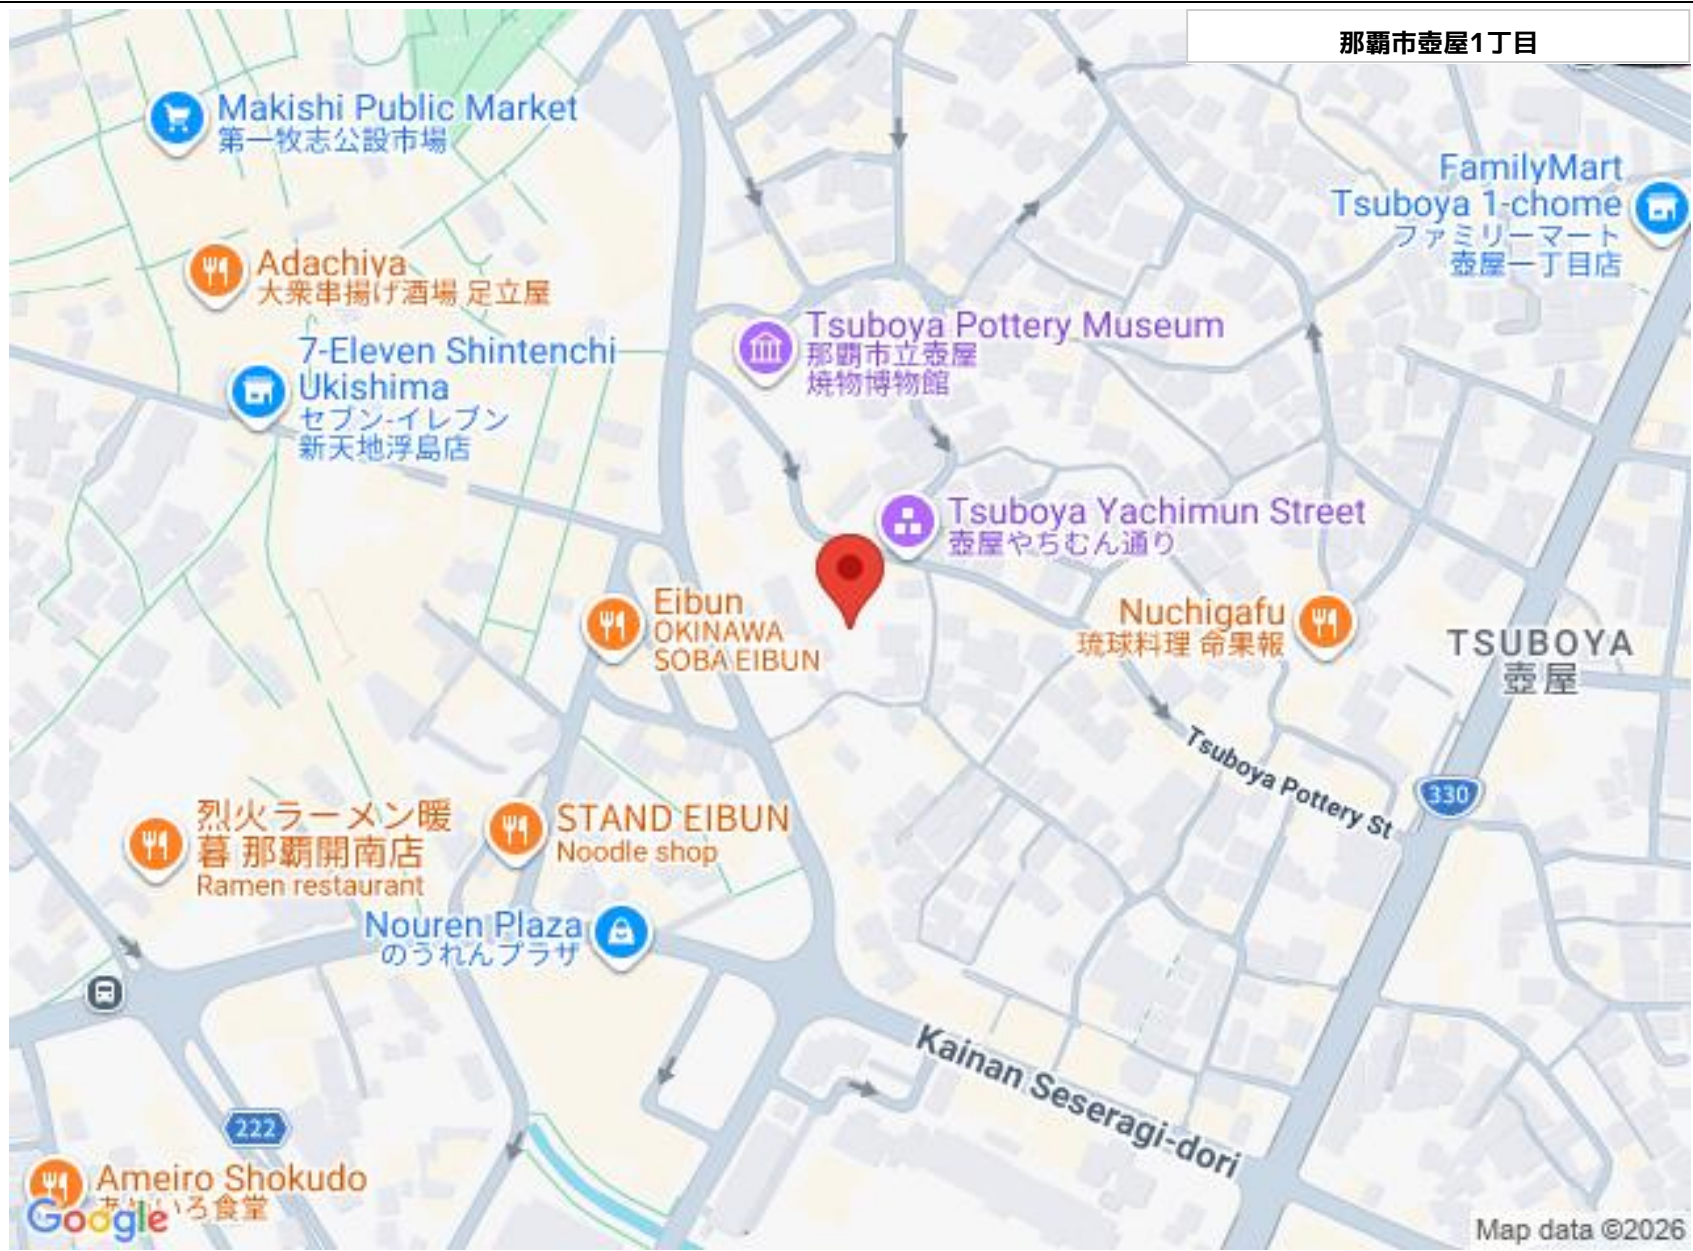 那覇市壺屋1丁目
Makishi Public Market
第一牧志公設市場
FamilyMart
Tsuboya 1-chome
ファミリーマート
壺屋一丁目店
Adachiya
大衆串揚げ酒場 足立屋
Tsuboya Pottery Museum
那覇市立壺屋
焼物博物館
7-Eleven Shintenchi
Ukishima
セブン-イレブン
新天地浮島店
Tsuboya Yachimun Street
壺屋やちむん通り
Eibun
OKINAWA
SOBA EIBUN
Nuchigafu
琉球料理 命果報
TSUBOYA
壺屋
Tsuboya Pottery St
330
烈火ラーメン暖
暮 那覇開南店
Ramen restaurant
STAND EIBUN
Noodle shop
Nouren Plaza
のうれんプラザ
Kainan Seseragi-dori
222
Ameiro Shokudo
あめいろ食堂
Google
Map data ©2026